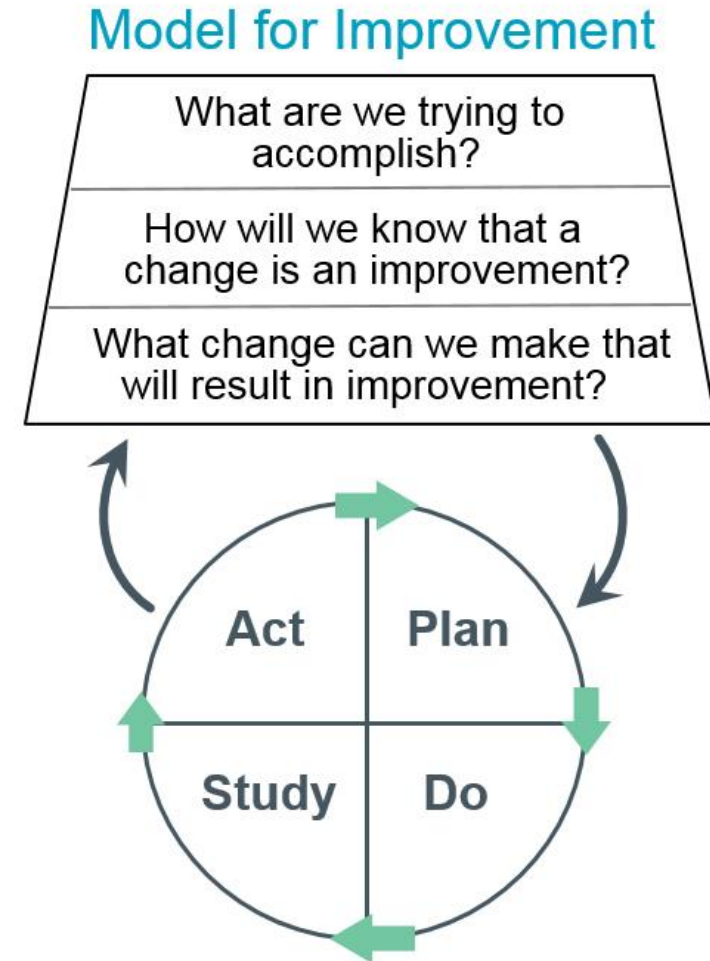 Model for Improvement
What are we trying to
accomplish?
How will we know that a
change is an improvement?
What change can we make that
will result in improvement?
Act
Plan
Study
Do